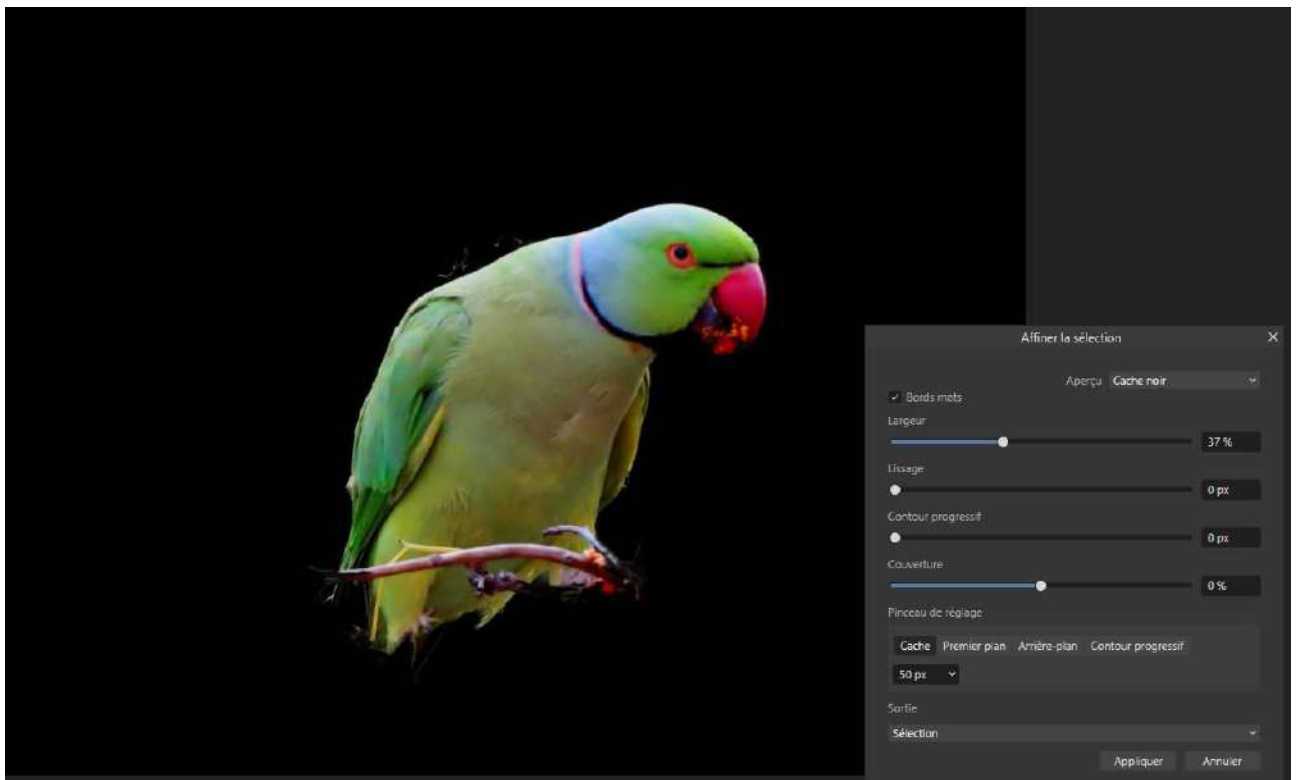 Affiner la sélection
Aperçu Cache noir
Bords mats
Largeur
37 %
Lissage
0 px
Contour progressif
0 px
Couverture
0 %
Pinceau de réglage
Cache Premier plan Arrière-plan Contour progressif
50 px
Sortie
Sélection
Appliquer Annuler